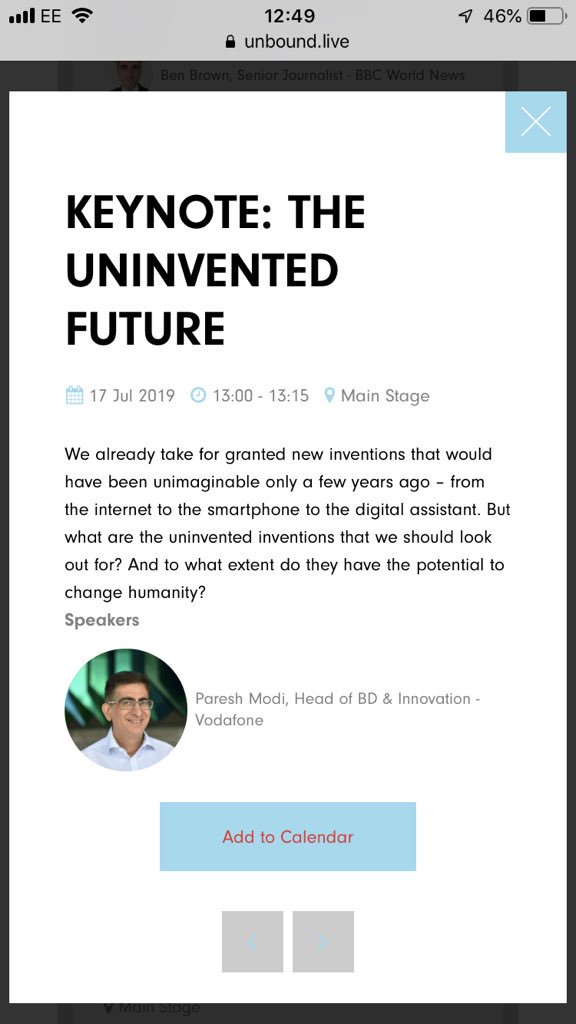 EE 12:49 46%
unbound.live
Ben Brown, Senior Journalist - BBC World News
KEYNOTE: THE
UNINVENTED
FUTURE
17 Jul 2019 13:00 - 13:15 Main Stage
We already take for granted new inventions that would
have been unimaginable only a few years ago – from
the internet to the smartphone to the digital assistant. But
what are the uninvented inventions that we should look
out for? And to what extent do they have the potential to
change humanity?
Speakers
Paresh Modi, Head of BD & Innovation -
Vodafone
Add to Calendar
Main Stage